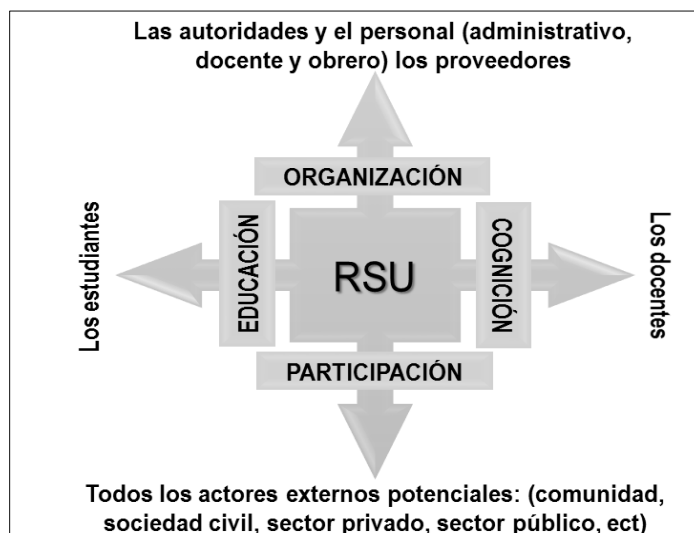 Las autoridades y el personal (administrativo,
docente y obrero) los proveedores
ORGANIZACIÓN
Los estudiantes
EDUCACIÓN
RSU
COGNICIÓN
Los docentes
PARTICIPACIÓN
Todos los actores externos potenciales: (comunidad,
sociedad civil, sector privado, sector público, ect)